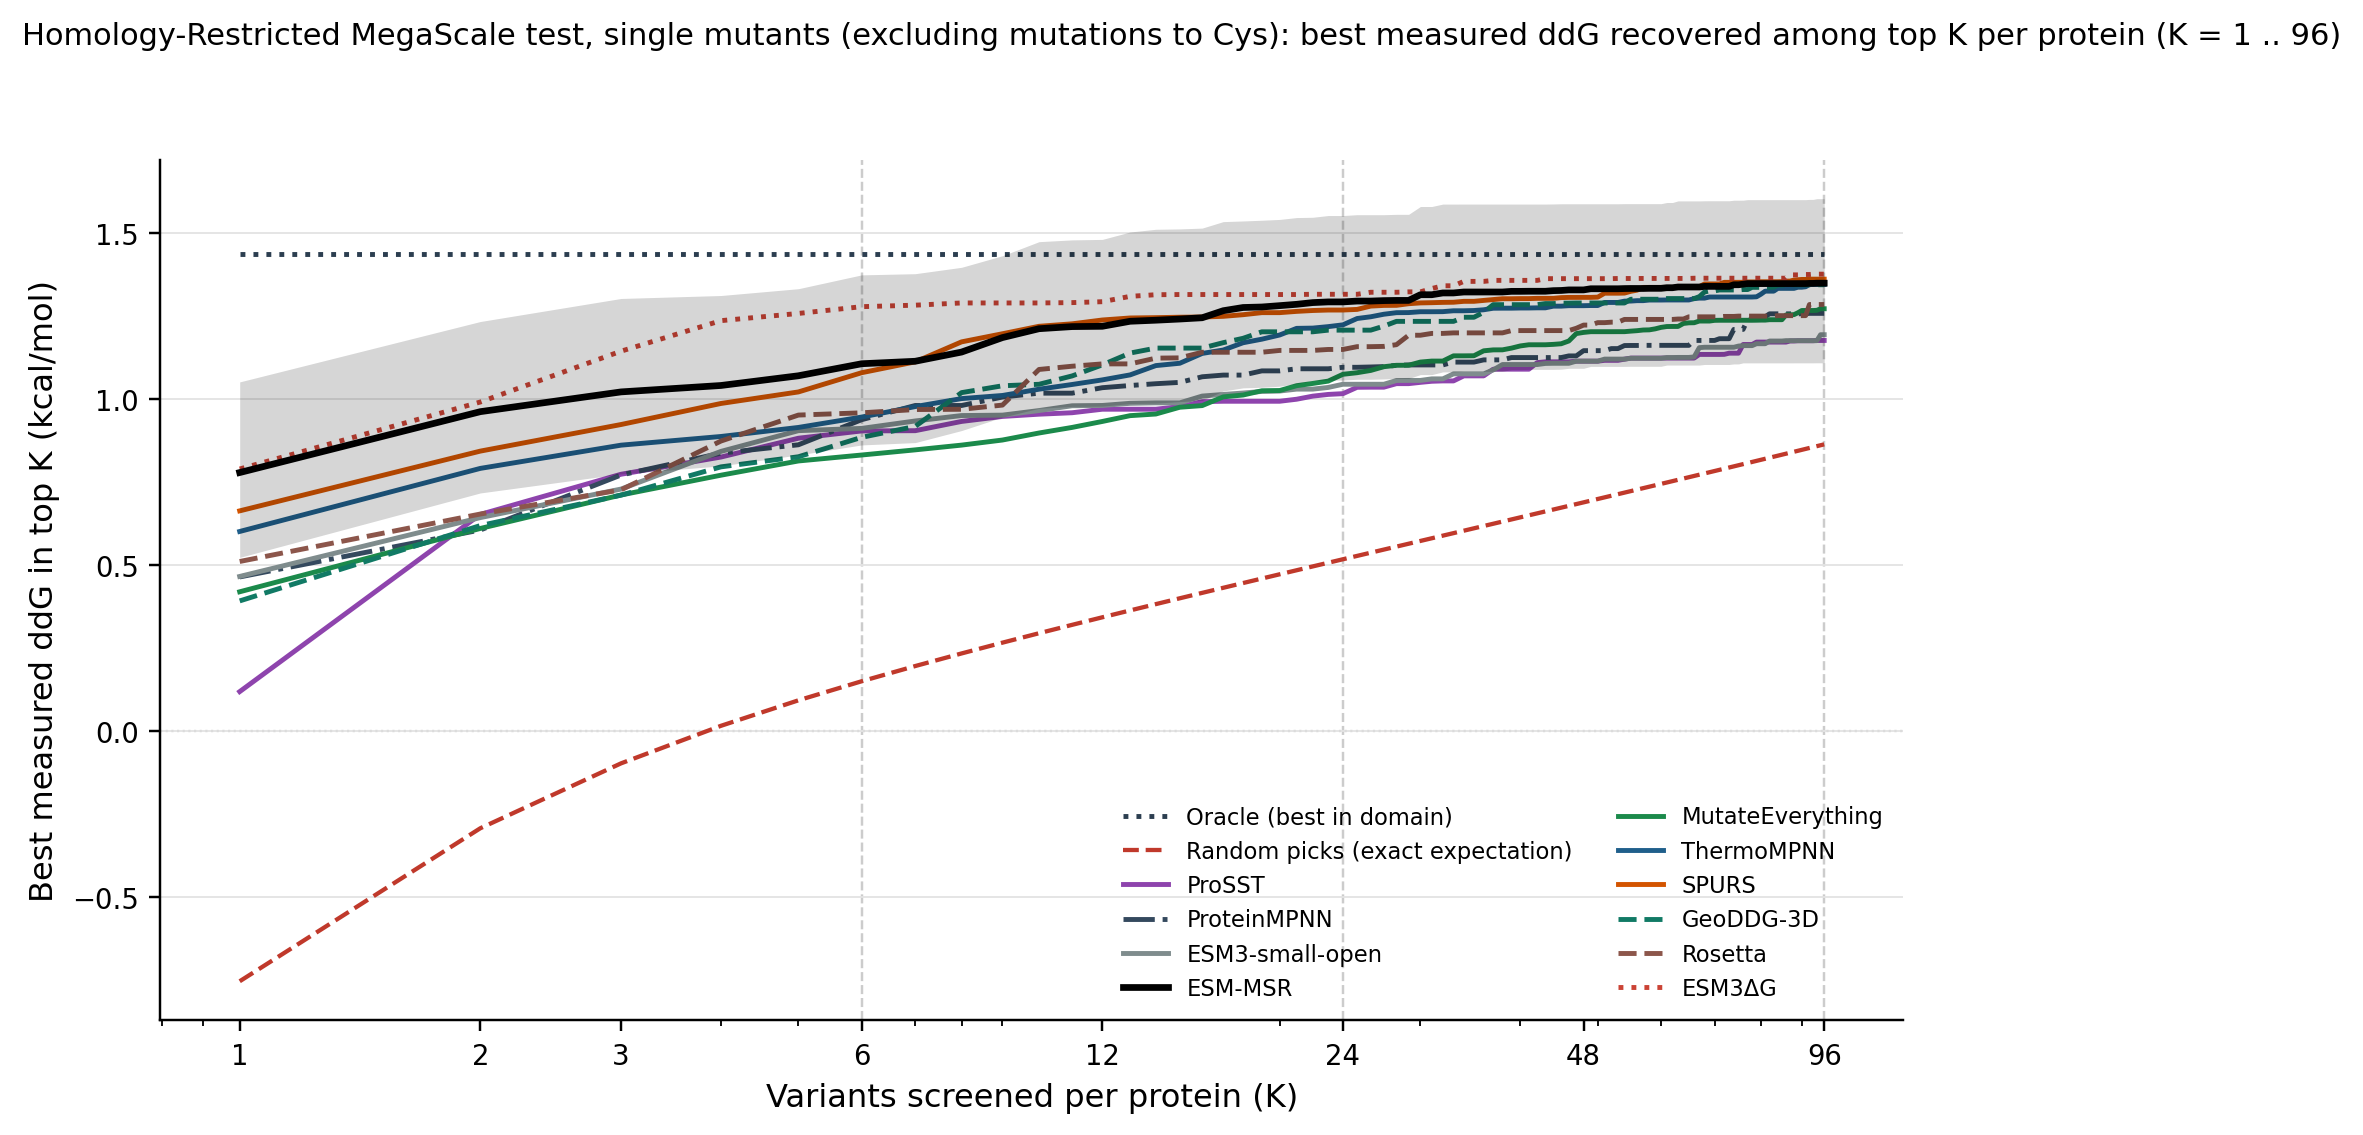 Homology-Restricted MegaScale test, single mutants (excluding mutations to Cys): best measured ddG recovered among top K per protein (K = 1 .. 96)
Best measured ddG in top K (kcal/mol)
1.5
1.0
0.5
0.0
−0.5
Oracle (best in domain)
Random picks (exact expectation)
ProSST
ProteinMPNN
ESM3-small-open
ESM-MSR
MutateEverything
ThermoMPNN
SPURS
GeoDDG-3D
Rosetta
ESM3ΔG
1 2 3 6 12 24 48 96
Variants screened per protein (K)